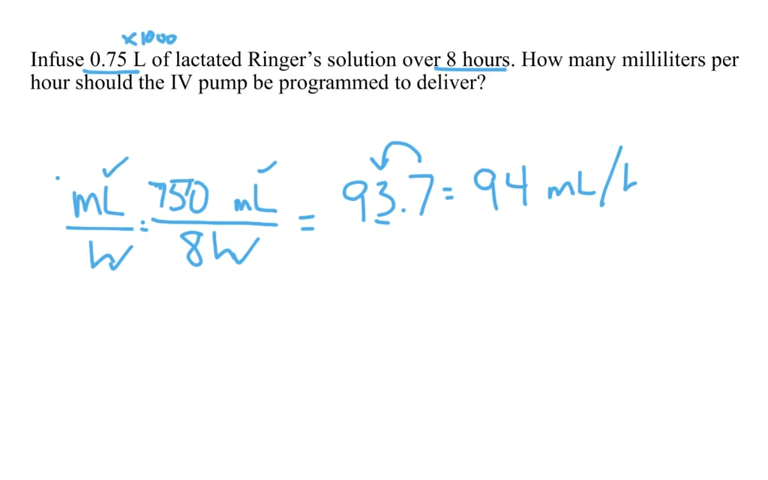 x1000
Infuse 0.75 L of lactated Ringer’s solution over 8 hours. How many milliliters per
hour should the IV pump be programmed to deliver?
mL/h = 750 mL/8h = 93.7 = 94 mL/h